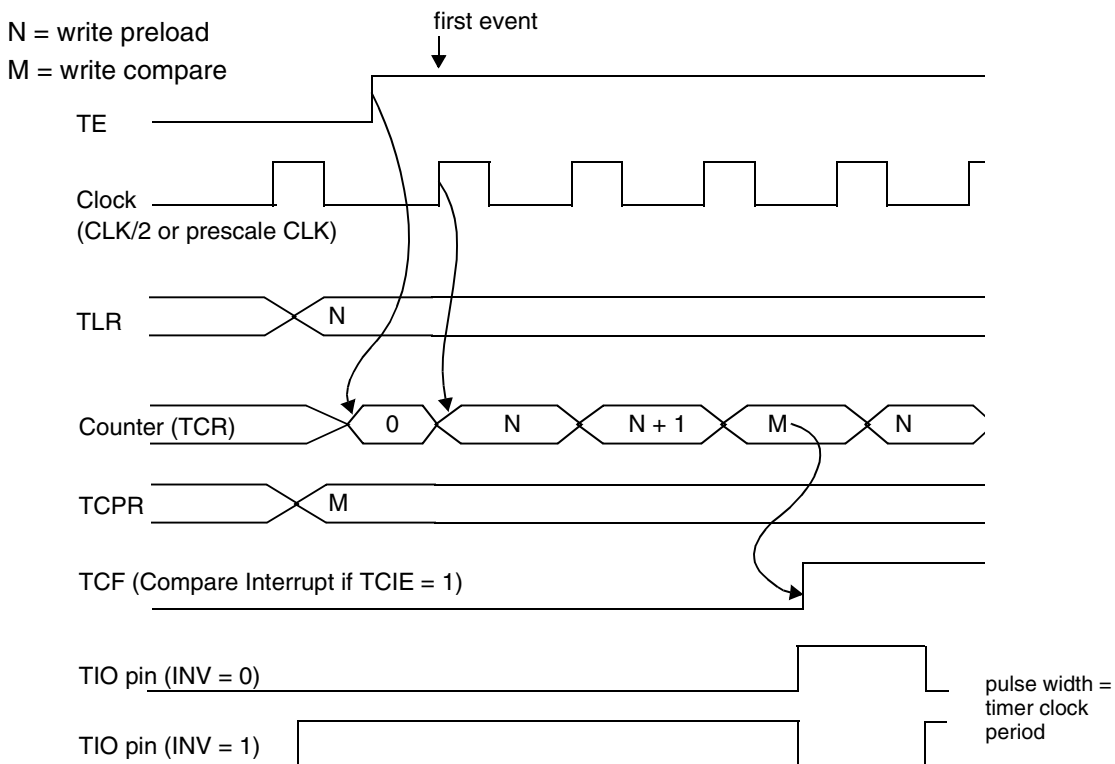 N = write preload
first event
M = write compare
TE
Clock
(CLK/2 or prescale CLK)
TLR
N
Counter (TCR)
0
N
N + 1
M
N
TCPR
M
TCF (Compare Interrupt if TCIE = 1)
TIO pin (INV = 0)
pulse width =
timer clock
period
TIO pin (INV = 1)